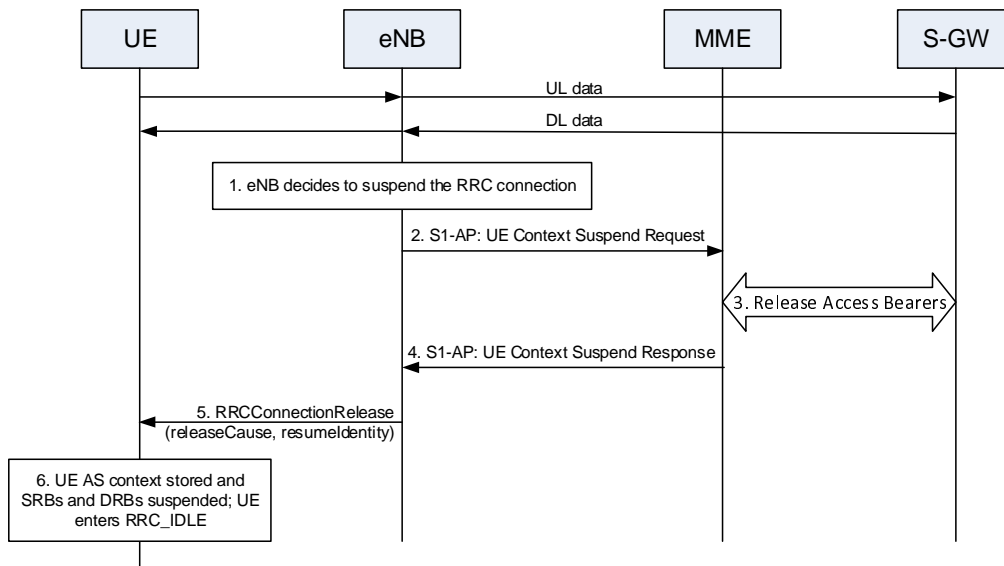 UE
eNB
MME
S-GW
UL data
DL data
1. eNB decides to suspend the RRC connection
2. S1-AP: UE Context Suspend Request
3. Release Access Bearers
4. S1-AP: UE Context Suspend Response
5. RRCConnectionRelease
(releaseCause, resumeIdentity)
6. UE AS context stored and
SRBs and DRBs suspended; UE
enters RRC_IDLE